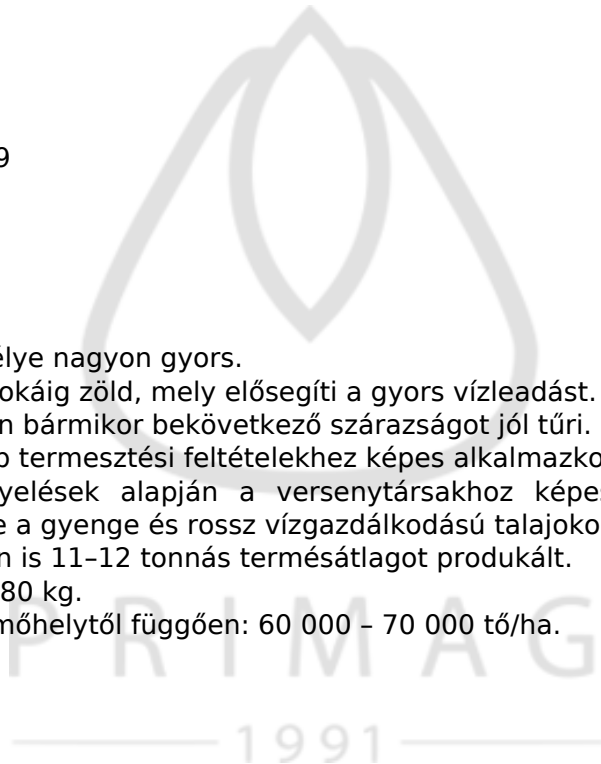 9
élye nagyon gyors.
okáig zöld, mely elősegíti a gyors vízleadást.
n bármikor bekövetkező szárazságot jól tűri.
b termesztési feltételekhez képes alkalmazko
yelések alapján a versenytársakhoz képes
e a gyenge és rossz vízgazdálkodású talajoko
n is 11–12 tonnás termésátlagot produkált.
80 kg.
mőhelytől függően: 60 000 – 70 000 tő/ha.
PRIMAG
1991